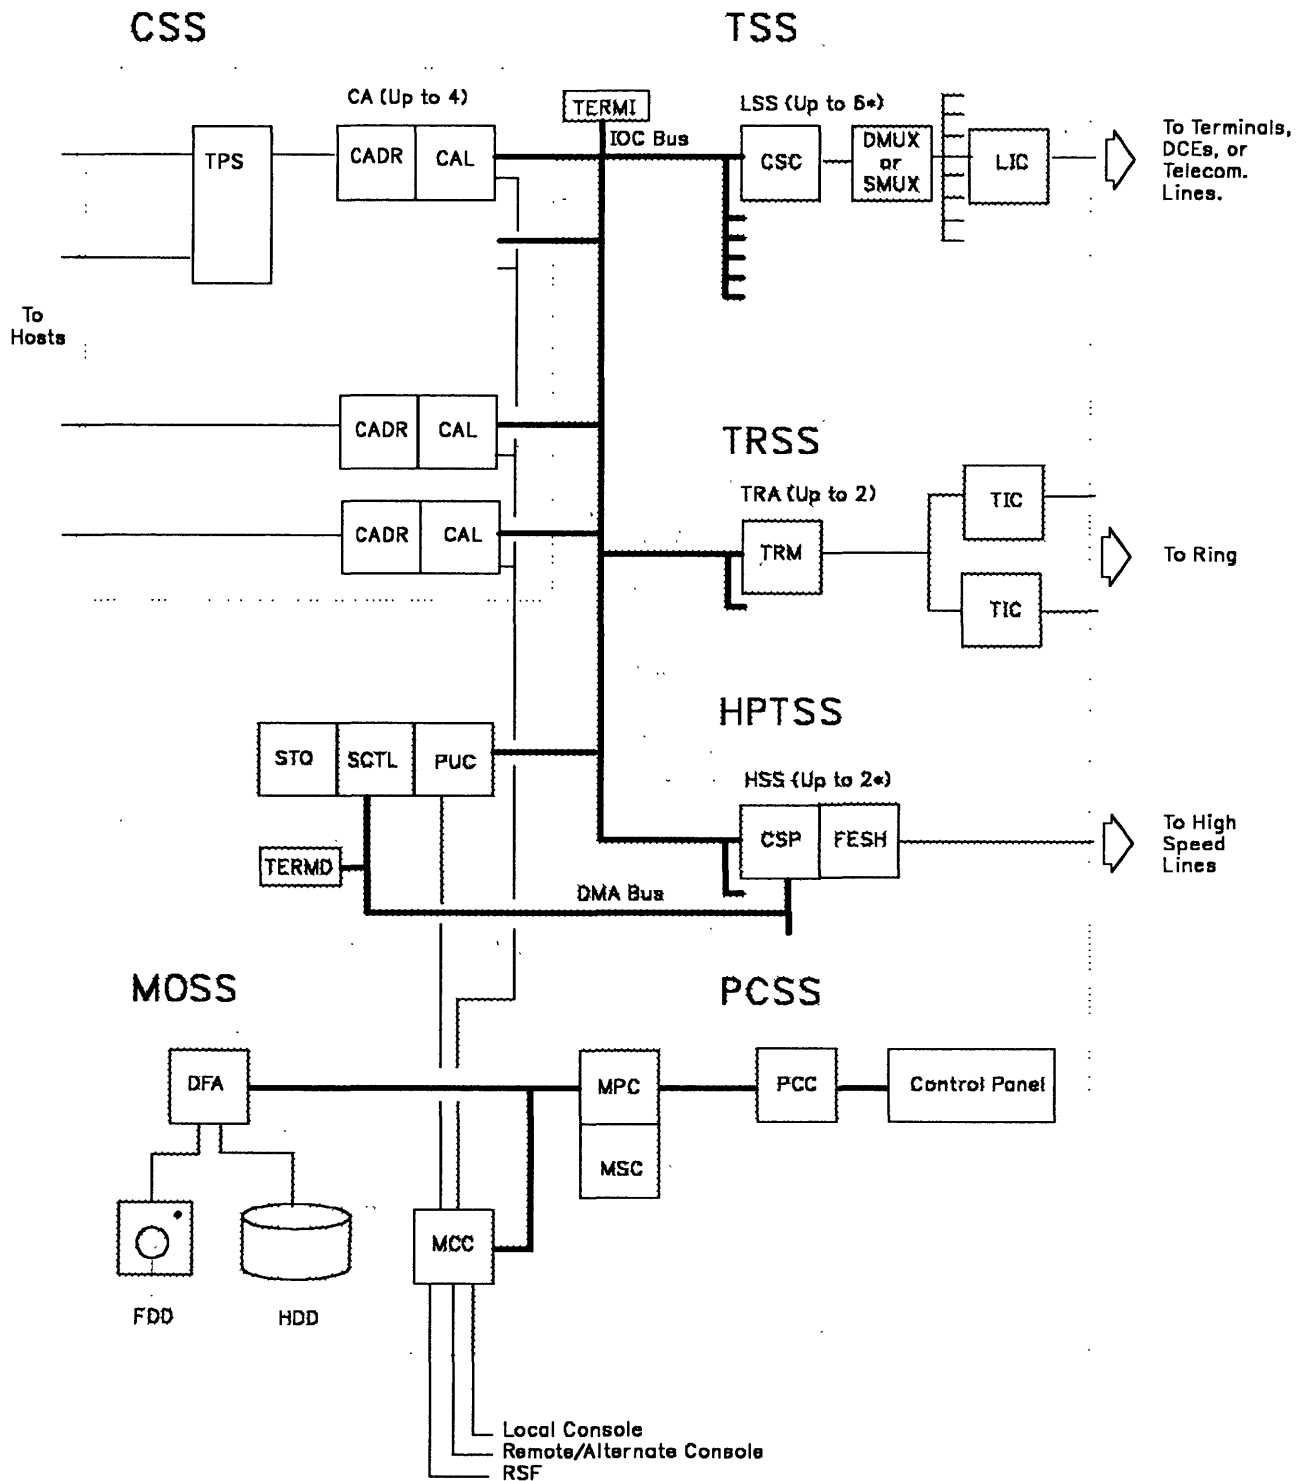 CSS
TSS
CA (Up to 4)
TERMI
IOC Bus
LSS (Up to 6*)
TPS
CADR
CAL
CSC
DMUX
or
SMUX
LIC
To Terminals,
DCEs, or
Telecom.
Lines.
To
Hosts
CADR
CAL
TRSS
TRA (Up to 2)
CADR
CAL
TRM
TIC
TIC
To Ring
HPTSS
STO
SCTL
PUC
HSS (Up to 2*)
CSP
FESH
To High
Speed
Lines
TERMD
DMA Bus
MOSS
PCSS
DFA
MPC
PCC
Control Panel
MSC
MCC
FDD
HDD
Local Console
Remote/Alternate Console
RSF